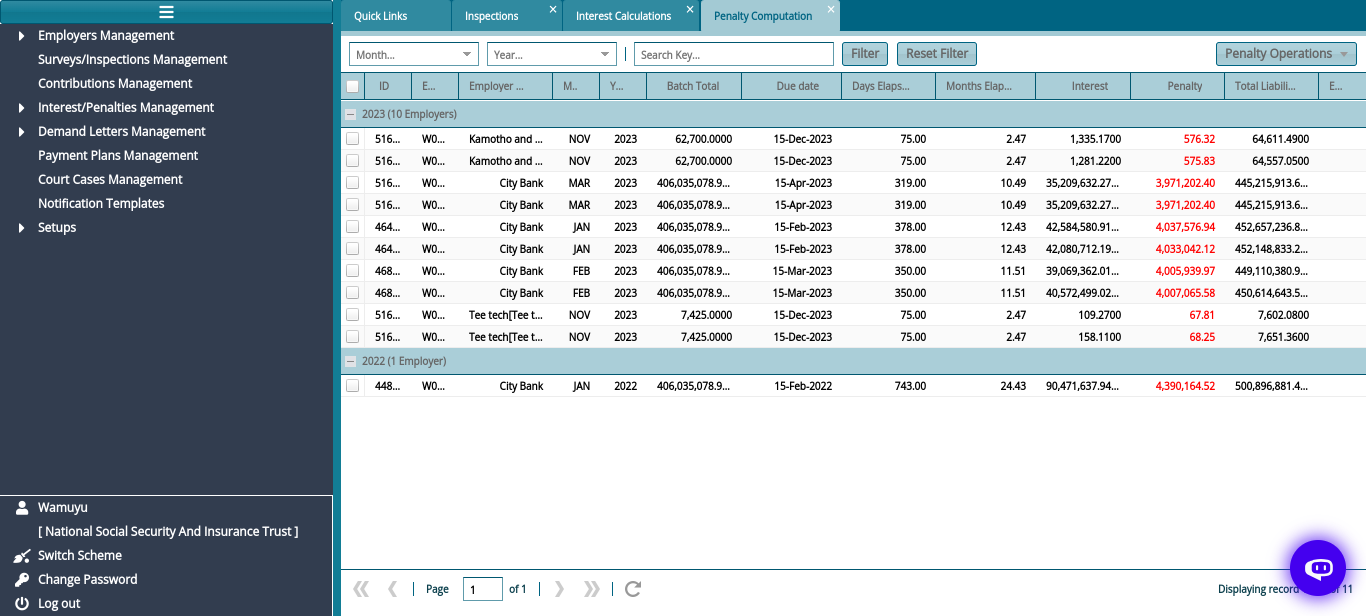 Quick Links Inspections Interest Calculations Penalty Computation
Employers Management
Surveys/Inspections Management
Contributions Management
Interest/Penalties Management
Demand Letters Management
Payment Plans Management
Court Cases Management
Notification Templates
Setups
Wamuyu
[ National Social Security And Insurance Trust ]
Switch Scheme
Change Password
Log out
Month... Year... Search Key... Filter Reset Filter Penalty Operations
ID E... Employer ... M.. Y... Batch Total Due date Days Elaps... Months Elap... Interest Penalty Total Liabili... E...
2023 (10 Employers)
516... W0... Kamotho and ... NOV 2023 62,700.0000 15-Dec-2023 75.00 2.47 1,335.1700 576.32 64,611.4900
516... W0... Kamotho and ... NOV 2023 62,700.0000 15-Dec-2023 75.00 2.47 1,281.2200 575.83 64,557.0500
516... W0... City Bank MAR 2023 406,035,078.9... 15-Apr-2023 319.00 10.49 35,209,632.27... 3,971,202.40 445,215,913.6...
516... W0... City Bank MAR 2023 406,035,078.9... 15-Apr-2023 319.00 10.49 35,209,632.27... 3,971,202.40 445,215,913.6...
464... W0... City Bank JAN 2023 406,035,078.9... 15-Feb-2023 378.00 12.43 42,584,580.91... 4,037,576.94 452,657,236.8...
464... W0... City Bank JAN 2023 406,035,078.9... 15-Feb-2023 378.00 12.43 42,080,712.19... 4,033,042.12 452,148,833.2...
468... W0... City Bank FEB 2023 406,035,078.9... 15-Mar-2023 350.00 11.51 39,069,362.01... 4,005,939.97 449,110,380.9...
468... W0... City Bank FEB 2023 406,035,078.9... 15-Mar-2023 350.00 11.51 40,572,499.02... 4,007,065.58 450,614,643.5...
516... W0... Tee tech[Tee t... NOV 2023 7,425.0000 15-Dec-2023 75.00 2.47 109.2700 67.81 7,602.0800
516... W0... Tee tech[Tee t... NOV 2023 7,425.0000 15-Dec-2023 75.00 2.47 158.1100 68.25 7,651.3600
2022 (1 Employer)
448... W0... City Bank JAN 2022 406,035,078.9... 15-Feb-2022 743.00 24.43 90,471,637.94... 4,390,164.52 500,896,881.4...
Page 1 of 1 Displaying record 11